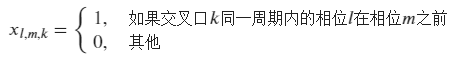 x_{l,m,k} = { 1, 如果交叉口k同一周期内的相位l在相位m之前
0, 其他